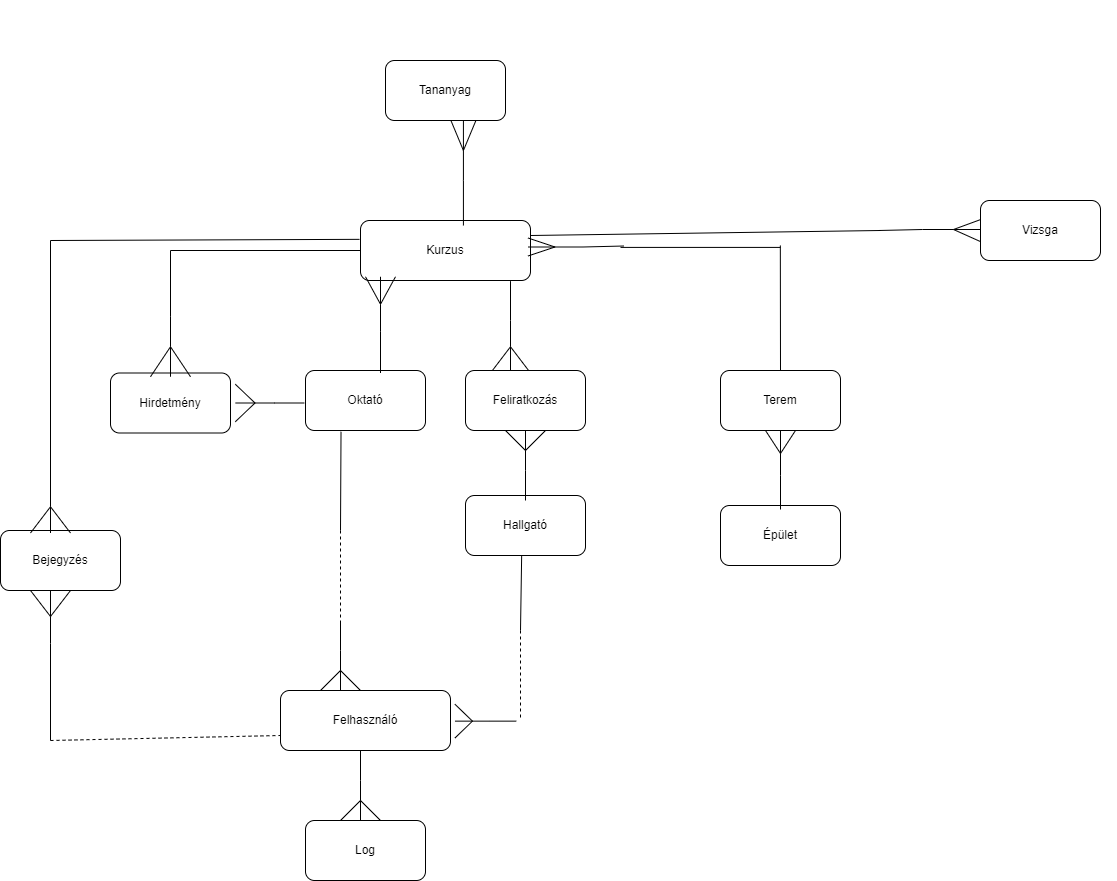 Tananyag
Vizsga
Kurzus
Hirdetmény
Oktató
Feliratkozás
Terem
Hallgató
Épület
Bejegyzés
Felhasználó
Log